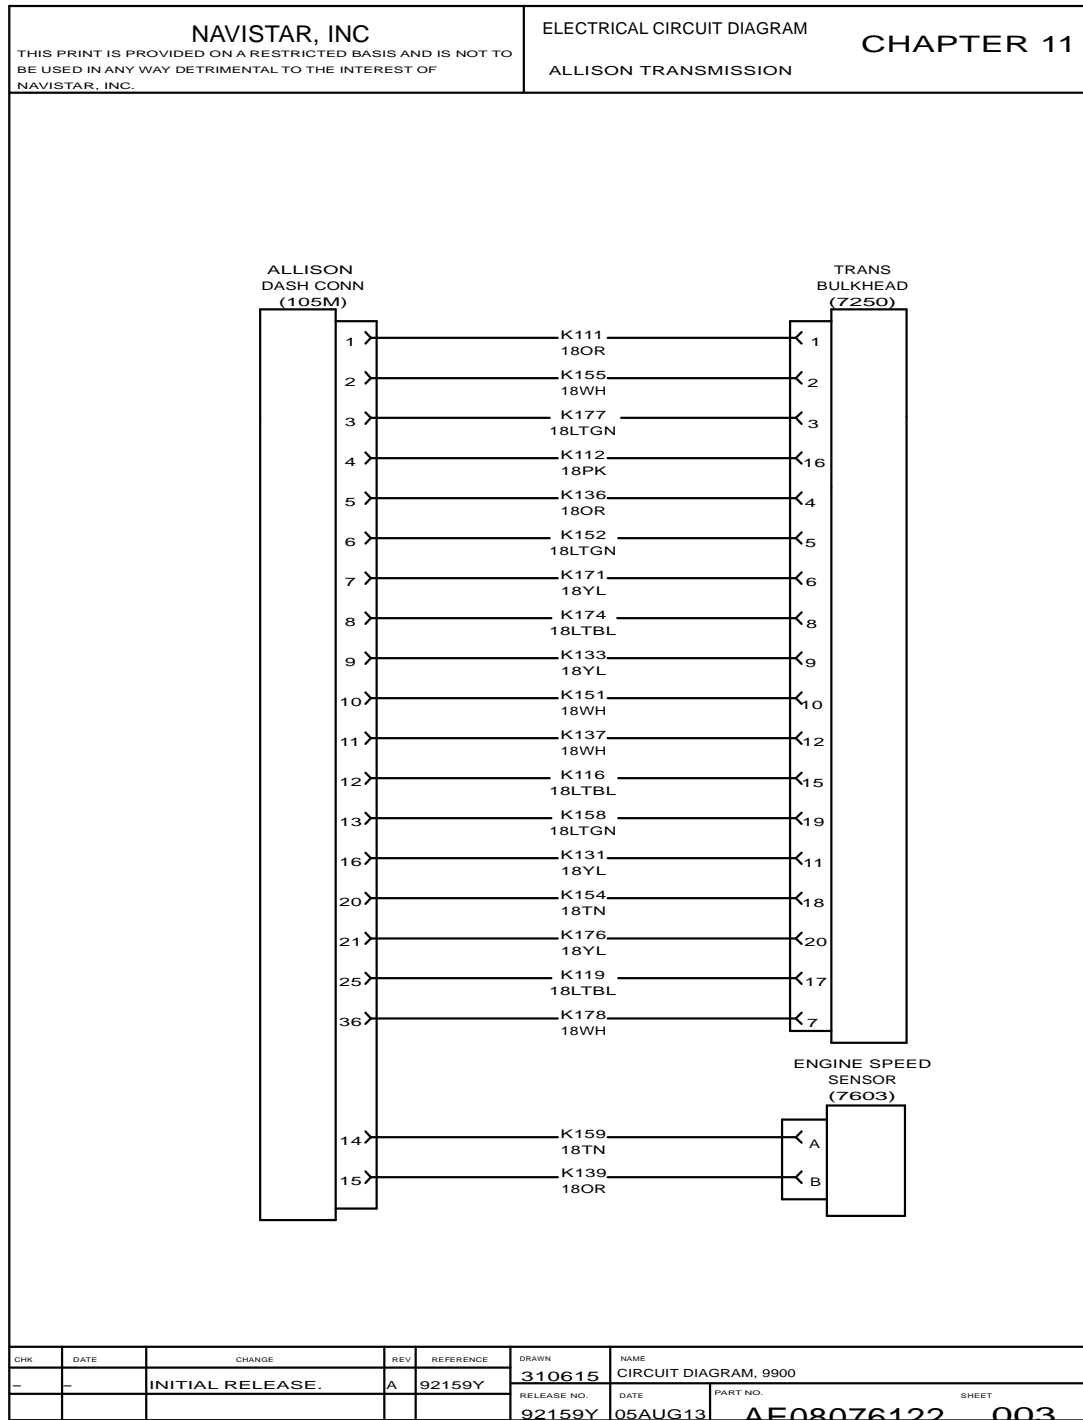 NAVISTAR, INC
THIS PRINT IS PROVIDED ON A RESTRICTED BASIS AND IS NOT TO
BE USED IN ANY WAY DETRIMENTAL TO THE INTEREST OF
NAVISTAR, INC.
ELECTRICAL CIRCUIT DIAGRAM
ALLISON TRANSMISSION
CHAPTER 11
ALLISON
DASH CONN
(105M)
TRANS
BULKHEAD
(7250)
1 K111 1
18OR
2 K155 2
18WH
3 K177 3
18LTGN
4 K112 16
18PK
5 K136 4
18OR
6 K152 5
18LTGN
7 K171 6
18YL
8 K174 8
18LTBL
9 K133 9
18YL
10 K151 10
18WH
11 K137 12
18WH
12 K116 15
18LTBL
13 K158 19
18LTGN
16 K131 11
18YL
20 K154 18
18TN
21 K176 20
18YL
25 K119 17
18LTBL
36 K178 7
18WH
ENGINE SPEED
SENSOR
(7603)
14 K159 A
18TN
15 K139 B
18OR
CHK DATE CHANGE REV REFERENCE
– – INITIAL RELEASE. A 92159Y
DRAWN
310615
NAME
CIRCUIT DIAGRAM, 9900
RELEASE NO.
92159Y
DATE
05AUG13
PART NO.
AE08076122
SHEET
003